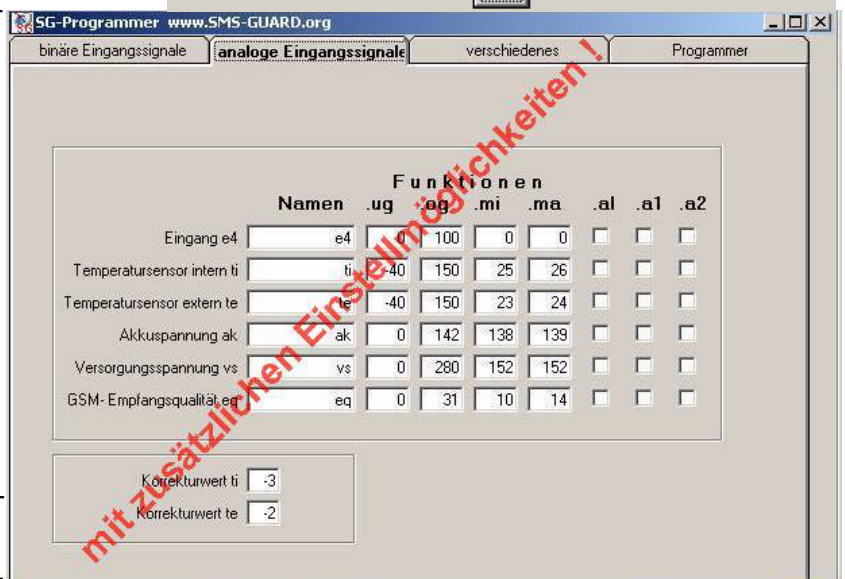 SG-Programmer www.SMS-GUARD.org
binäre Eingangssignale analoge Eingangssignale verschiedenes Programmer
Funktionen
Namen .ug .og .mi .ma .al .a1 .a2
Eingang e4 e4 0 100 0 0
Temperatursensor intern ti ti -40 150 25 26
Temperatursensor extern te te -40 150 23 24
Akkuspannung ak ak 0 142 138 139
Versorgungsspannung vs vs 0 280 152 152
GSM- Empfangsqualität eq eq 0 31 10 14
Korrekturwert ti -3
Korrekturwert te -2
mit zusätzlichen Einstellmöglichkeiten !